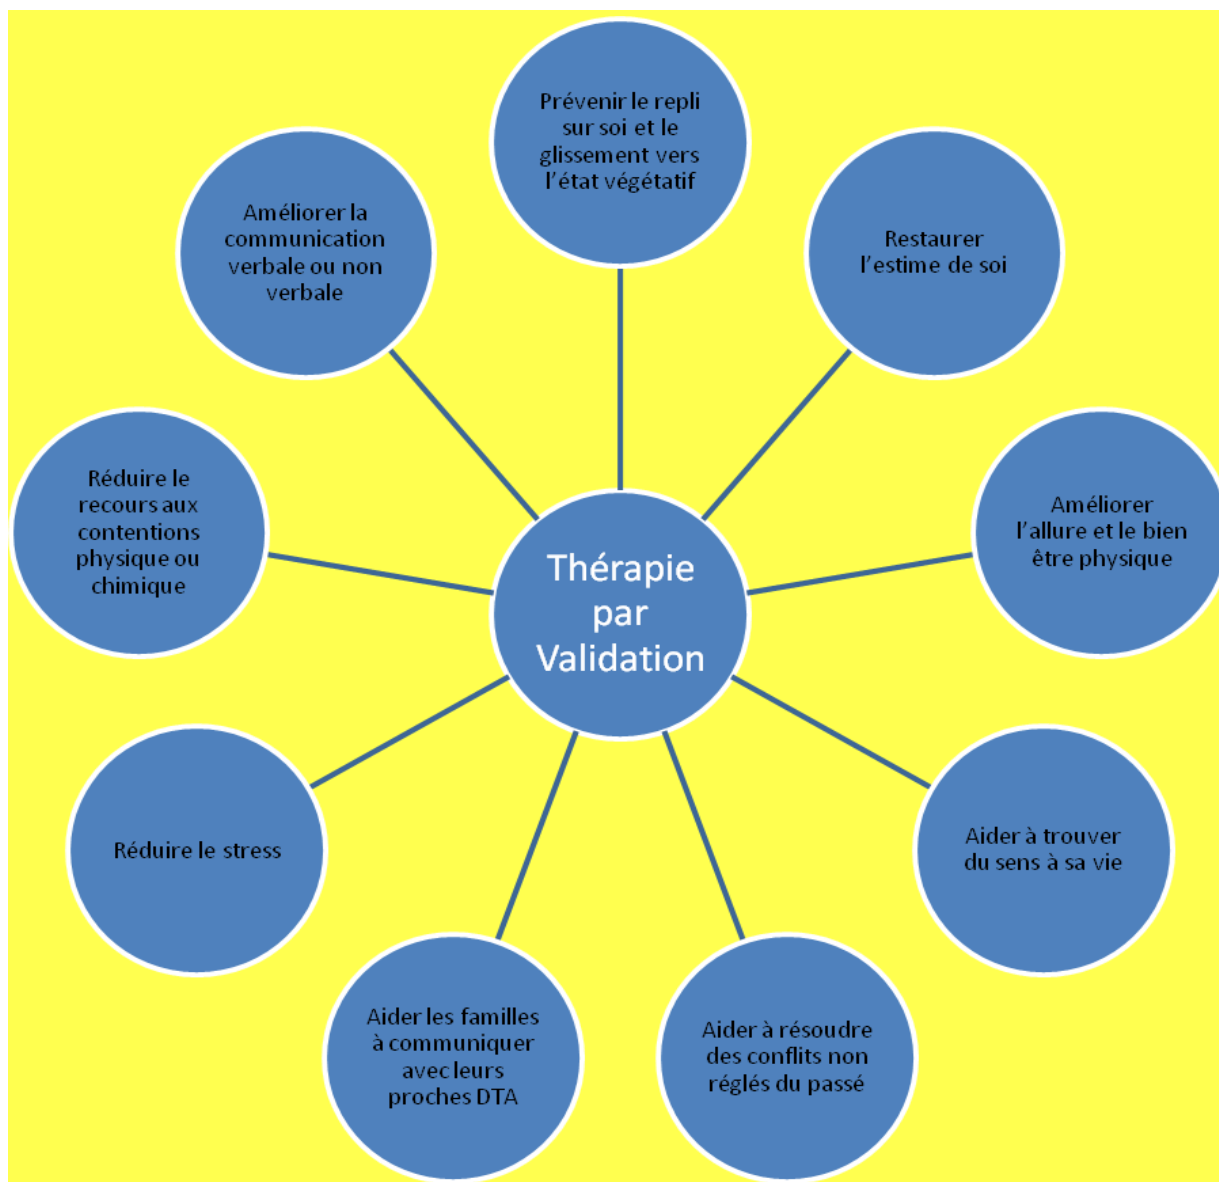 Prévenir le repli
sur soi et le
glissement vers
l’état végétatif
Restaurer
l’estime de soi
Améliorer
l’allure et le bien
être physique
Aider à trouver
du sens à sa vie
Aider à résoudre
des conflits non
réglés du passé
Aider les familles
à communiquer
avec leurs
proches DTA
Réduire le stress
Réduire le
recours aux
contentions
physique ou
chimique
Améliorer la
communication
verbale ou non
verbale
Thérapie
par
Validation